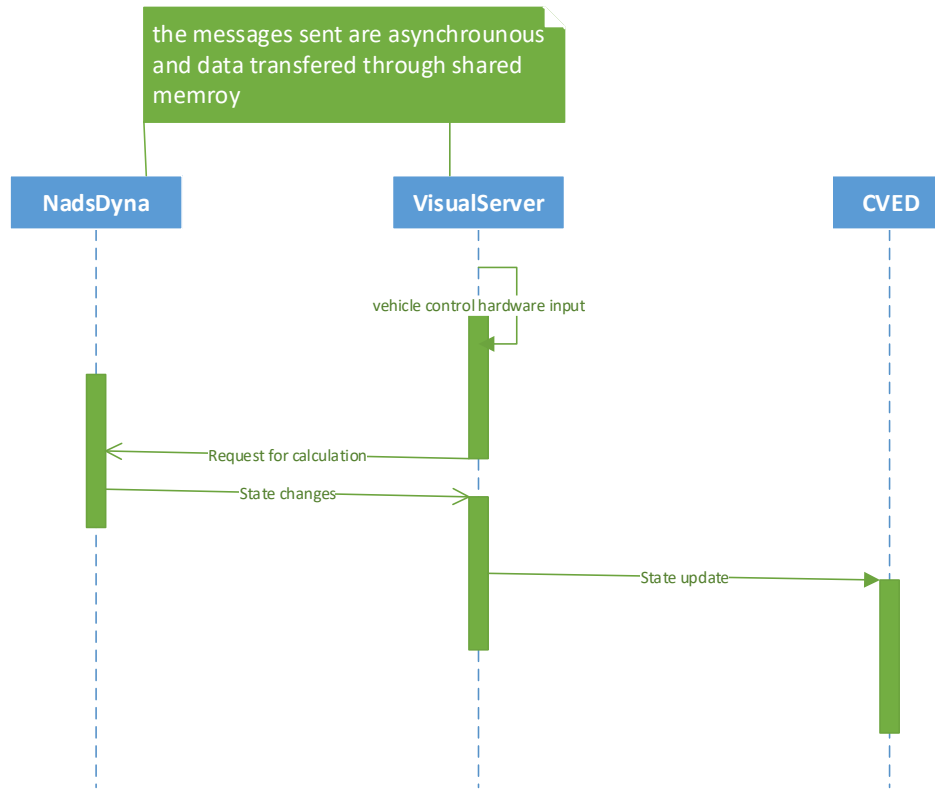 the messages sent are asynchrounous
and data transfered through shared
memroy
NadsDyna
VisualServer
CVED
vehicle control hardware input
Request for calculation
State changes
State update